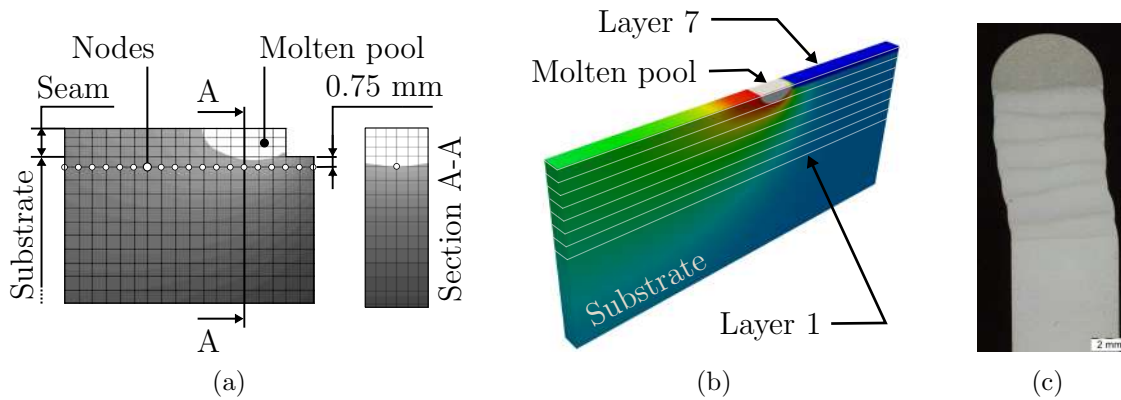 Nodes
Molten pool
Seam
A
0.75 mm
Substrate
Section A-A
A
(a)
Layer 7
Molten pool
Substrate
Layer 1
(b)
2 mm
(c)